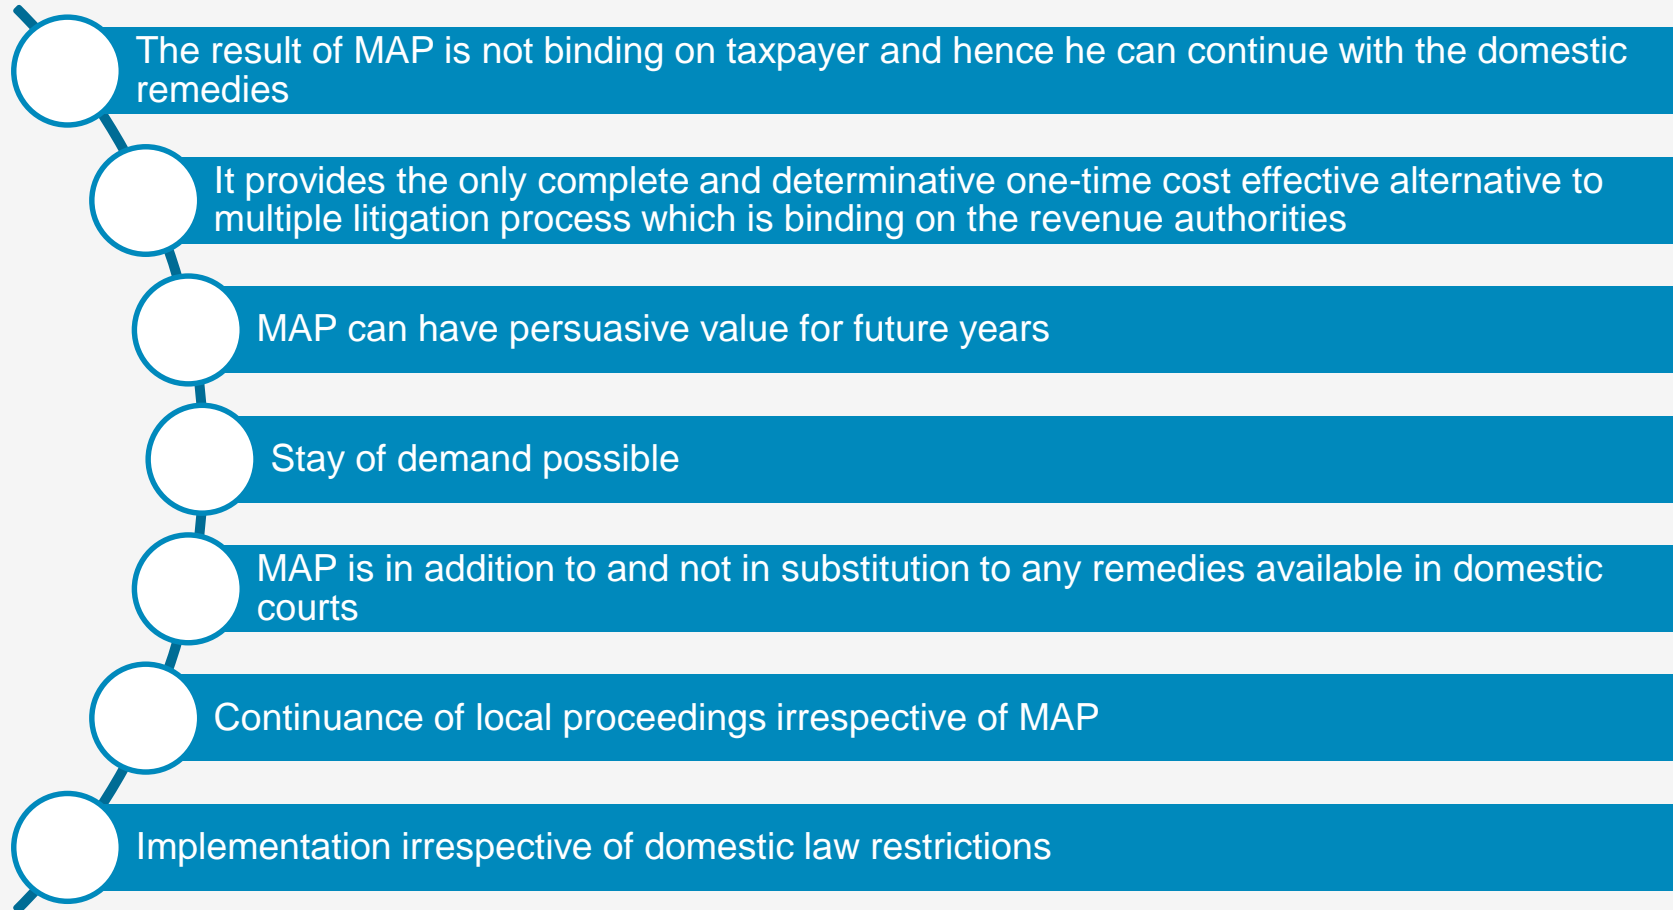 The result of MAP is not binding on taxpayer and hence he can continue with the domestic
remedies
It provides the only complete and determinative one-time cost effective alternative to
multiple litigation process which is binding on the revenue authorities
MAP can have persuasive value for future years
Stay of demand possible
MAP is in addition to and not in substitution to any remedies available in domestic
courts
Continuance of local proceedings irrespective of MAP
Implementation irrespective of domestic law restrictions